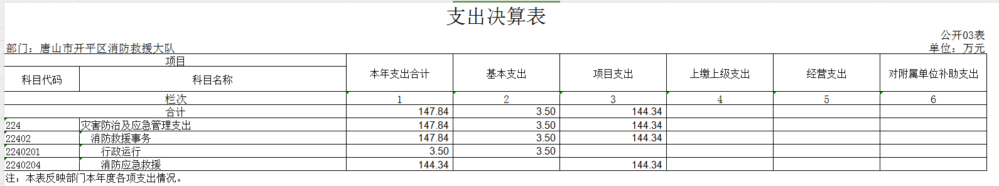 支出决算表
公开03表
部门：唐山市开平区消防救援大队 单位：万元
项目 本年支出合计 基本支出 项目支出 上缴上级支出 经营支出 对附属单位补助支出
科目代码 科目名称
栏次 1 2 3 4 5 6
合计 147.84 3.50 144.34
224 灾害防治及应急管理支出 147.84 3.50 144.34
22402 消防救援事务 147.84 3.50 144.34
2240201 行政运行 3.50 3.50
2240204 消防应急救援 144.34 144.34
注：本表反映部门本年度各项支出情况。